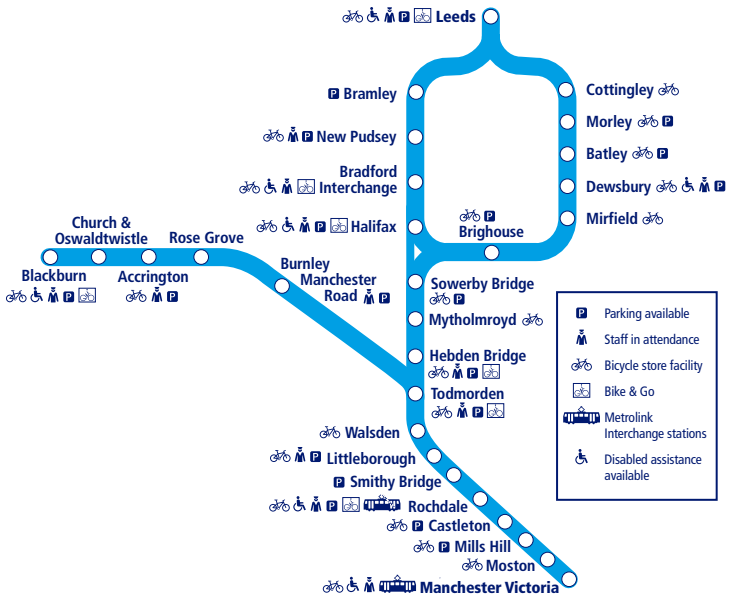 Leeds
P Bramley
Cottingley
P New Pudsey
Morley P
Bradford
Interchange
Batley P
Dewsbury P
P Halifax
Mirfield
P
Brighouse
Church &
Oswaldtwistle
Rose Grove
Blackburn
P
Accrington
P
Burnley
Manchester
Road P
Sowerby Bridge
P
Mytholmroyd
Hebden Bridge
P
Todmorden
P
Walsden
P Littleborough
P Smithy Bridge
P Rochdale
P Castleton
P Mills Hill
Moston
Manchester Victoria
P Parking available
Staff in attendance
Bicycle store facility
Bike & Go
Metrolink
Interchange stations
Disabled assistance
available